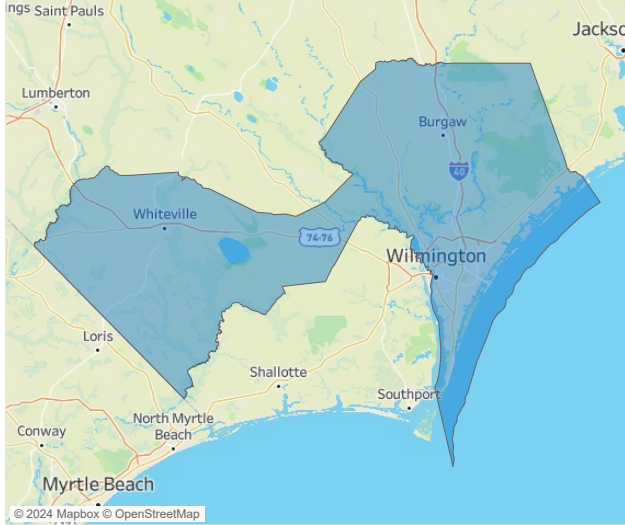 ngs
Saint Pauls
Jackso
Lumberton
Burgaw
40
Whiteville
74-76
Wilmington
Loris
Shallotte
Southport
North Myrtle
Beach
Conway
Myrtle Beach
© 2024 Mapbox © OpenStreetMap